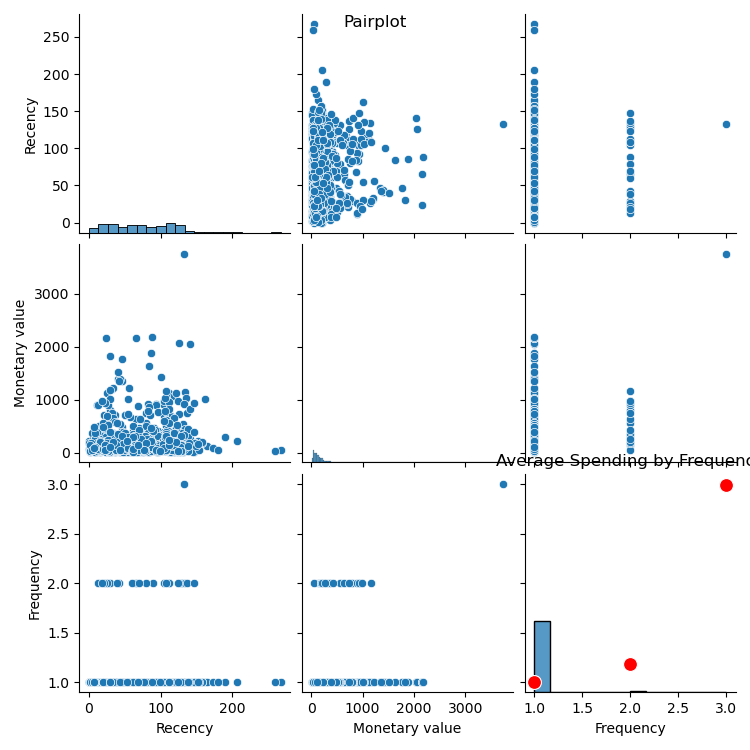 Pairplot
250
200
150
100
50
0
Recency
3000
2000
1000
0
Monetary value
Average Spending by Frequenc
3.0
2.5
2.0
1.5
1.0
Frequency
0 100 200
0 1000 2000 3000
1.0 1.5 2.0 2.5 3.0
Recency
Monetary value
Frequency